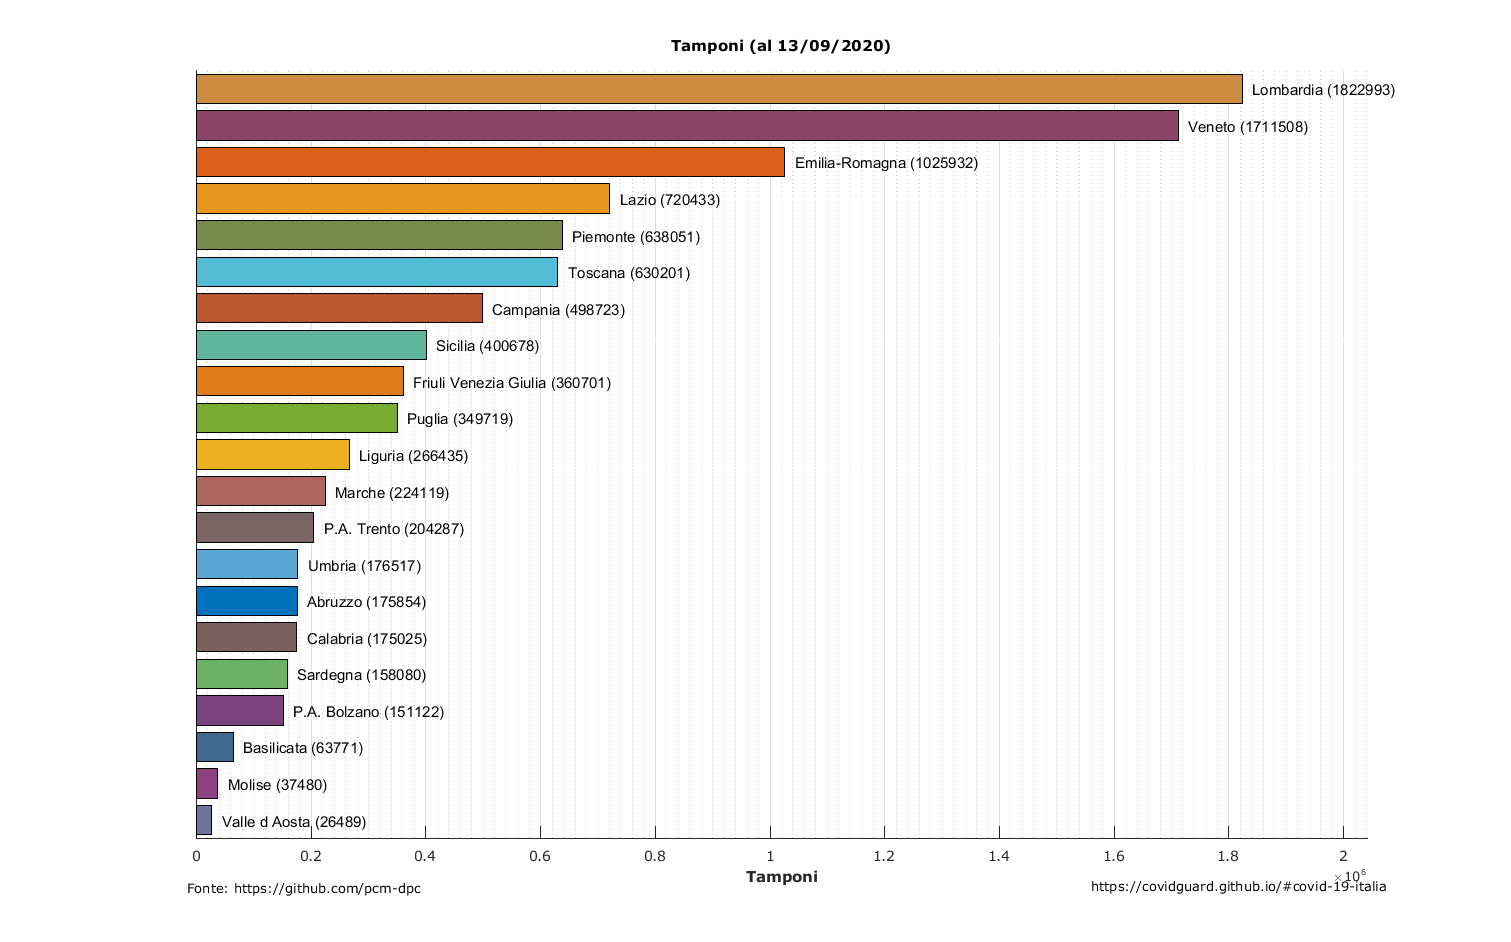 Tamponi (al 13/09/2020)
Lombardia (1822993)
Veneto (1711508)
Emilia-Romagna (1025932)
Lazio (720433)
Piemonte (638051)
Toscana (630201)
Campania (498723)
Sicilia (400678)
Friuli Venezia Giulia (360701)
Puglia (349719)
Liguria (266435)
Marche (224119)
P.A. Trento (204287)
Umbria (176517)
Abruzzo (175854)
Calabria (175025)
Sardegna (158080)
P.A. Bolzano (151122)
Basilicata (63771)
Molise (37480)
Valle d Aosta (26489)
0 0.2 0.4 0.6 0.8 1 1.2 1.4 1.6 1.8 2
×10⁶
Tamponi
Fonte: https://github.com/pcm-dpc
https://covidguard.github.io/#covid-19-italia